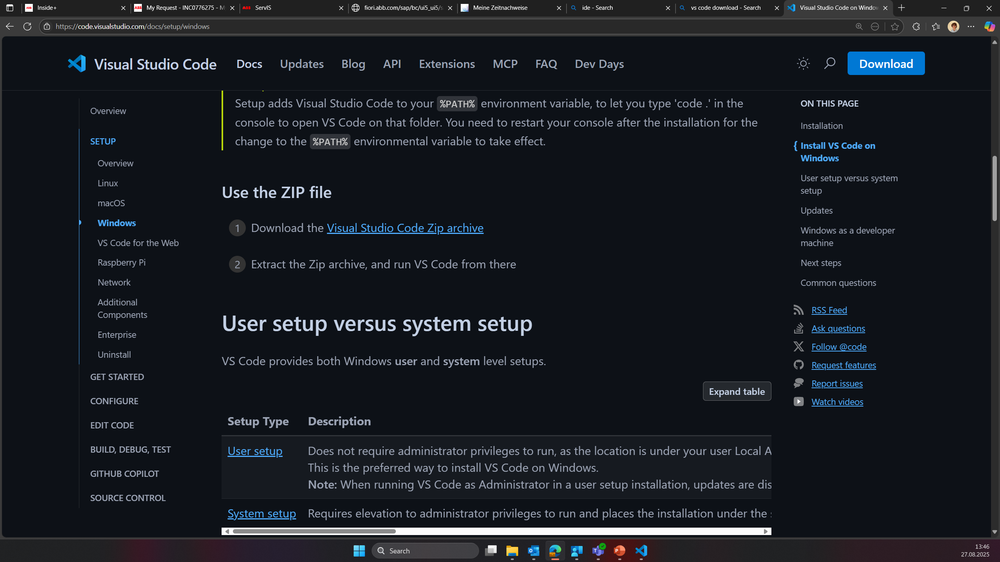 Inside+
My Request - INC0776275 - M
ServIS
fiori.abb.com/sap/bc/ui5_ui5/s
Meine Zeitnachweise
ide - Search
vs code download - Search
Visual Studio Code on Window
https://code.visualstudio.com/docs/setup/windows
Visual Studio Code
Docs
Updates
Blog
API
Extensions
MCP
FAQ
Dev Days
Download
Overview
SETUP
Overview
Linux
macOS
Windows
VS Code for the Web
Raspberry Pi
Network
Additional
Components
Enterprise
Uninstall
GET STARTED
CONFIGURE
EDIT CODE
BUILD, DEBUG, TEST
GITHUB COPILOT
SOURCE CONTROL
Setup adds Visual Studio Code to your %PATH% environment variable, to let you type 'code .' in the
console to open VS Code on that folder. You need to restart your console after the installation for the
change to the %PATH% environmental variable to take effect.
Use the ZIP file
1 Download the Visual Studio Code Zip archive
2 Extract the Zip archive, and run VS Code from there
User setup versus system setup
VS Code provides both Windows user and system level setups.
Expand table
Setup Type Description
User setup Does not require administrator privileges to run, as the location is under your user Local A
This is the preferred way to install VS Code on Windows.
Note: When running VS Code as Administrator in a user setup installation, updates are dis
System setup Requires elevation to administrator privileges to run and places the installation under the s
ON THIS PAGE
Installation
{ Install VS Code on
Windows
User setup versus system
setup
Updates
Windows as a developer
machine
Next steps
Common questions
RSS Feed
Ask questions
Follow @code
Request features
Report issues
Watch videos
Search
13:46
27.08.2025